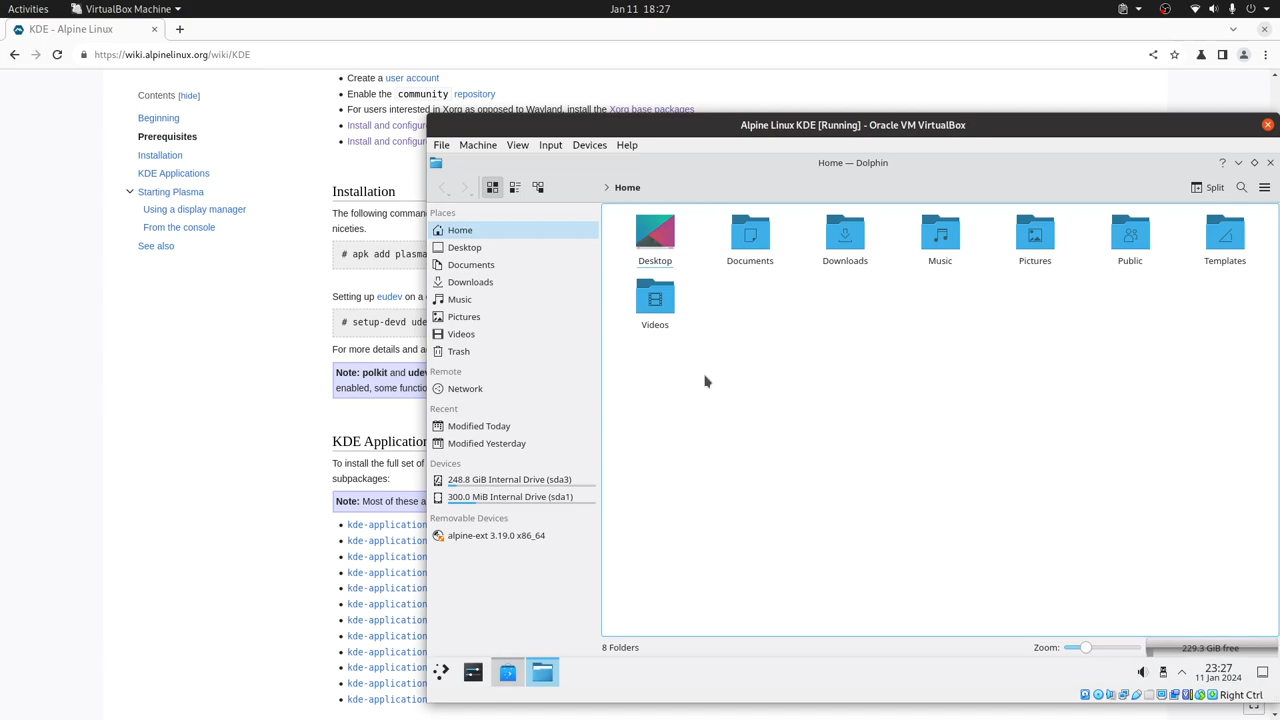 Activities
VirtualBox Machine
Jan 11 18:27
KDE - Alpine Linux
https://wiki.alpinelinux.org/wiki/KDE
Contents [hide]
Beginning
Prerequisites
Installation
KDE Applications
Starting Plasma
Using a display manager
From the console
See also
Create a user account
Enable the community repository
For users interested in Xorg as opposed to Wayland, install the Xorg base packages
Install and configur
Install and configur
Installation
The following comman
niceties.
# apk add plasma
Setting up eudev on a
# setup-devd ude
For more details and a
Note: polkit and udev
enabled, some functio
KDE Application
To install the full set of
subpackages:
Note: Most of these a
kde-application
kde-application
kde-application
kde-application
kde-application
kde-application
kde-application
kde-application
kde-application
kde-application
kde-application
kde-application
Alpine Linux KDE [Running] - Oracle VM VirtualBox
File Machine View Input Devices Help
Home — Dolphin
Home
Split
Places
Home
Desktop
Documents
Downloads
Music
Pictures
Videos
Trash
Remote
Network
Recent
Modified Today
Modified Yesterday
Devices
248.8 GiB Internal Drive (sda3)
300.0 MiB Internal Drive (sda1)
Removable Devices
alpine-ext 3.19.0 x86_64
Desktop Documents Downloads Music Pictures Public Templates
Videos
8 Folders
Zoom:
229.3 GiB free
23:27
11 Jan 2024
Right Ctrl